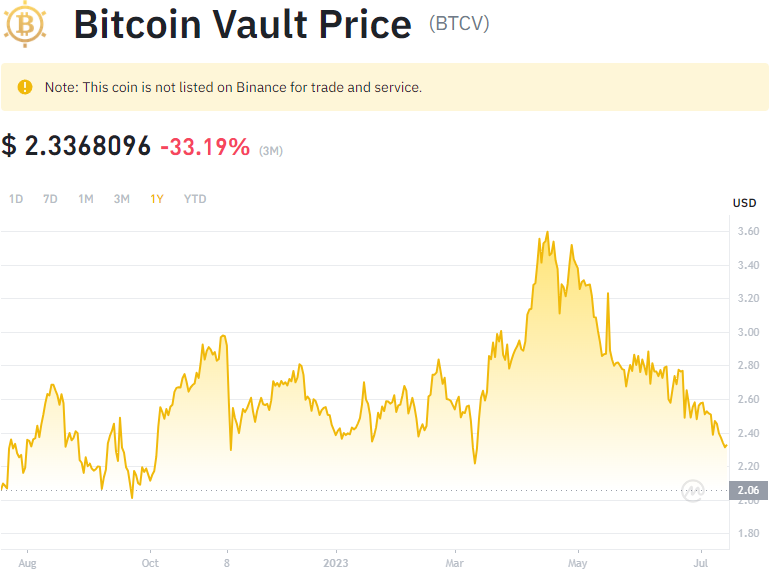 Bitcoin Vault Price (BTCV)
Note: This coin is not listed on Binance for trade and service.
$ 2.3368096 -33.19% (3M)
1D 7D 1M 3M 1Y YTD
USD
3.60
3.40
3.20
3.00
2.80
2.60
2.40
2.20
2.06
2.00
1.80
Aug Oct 8 2023 Mar May Jul